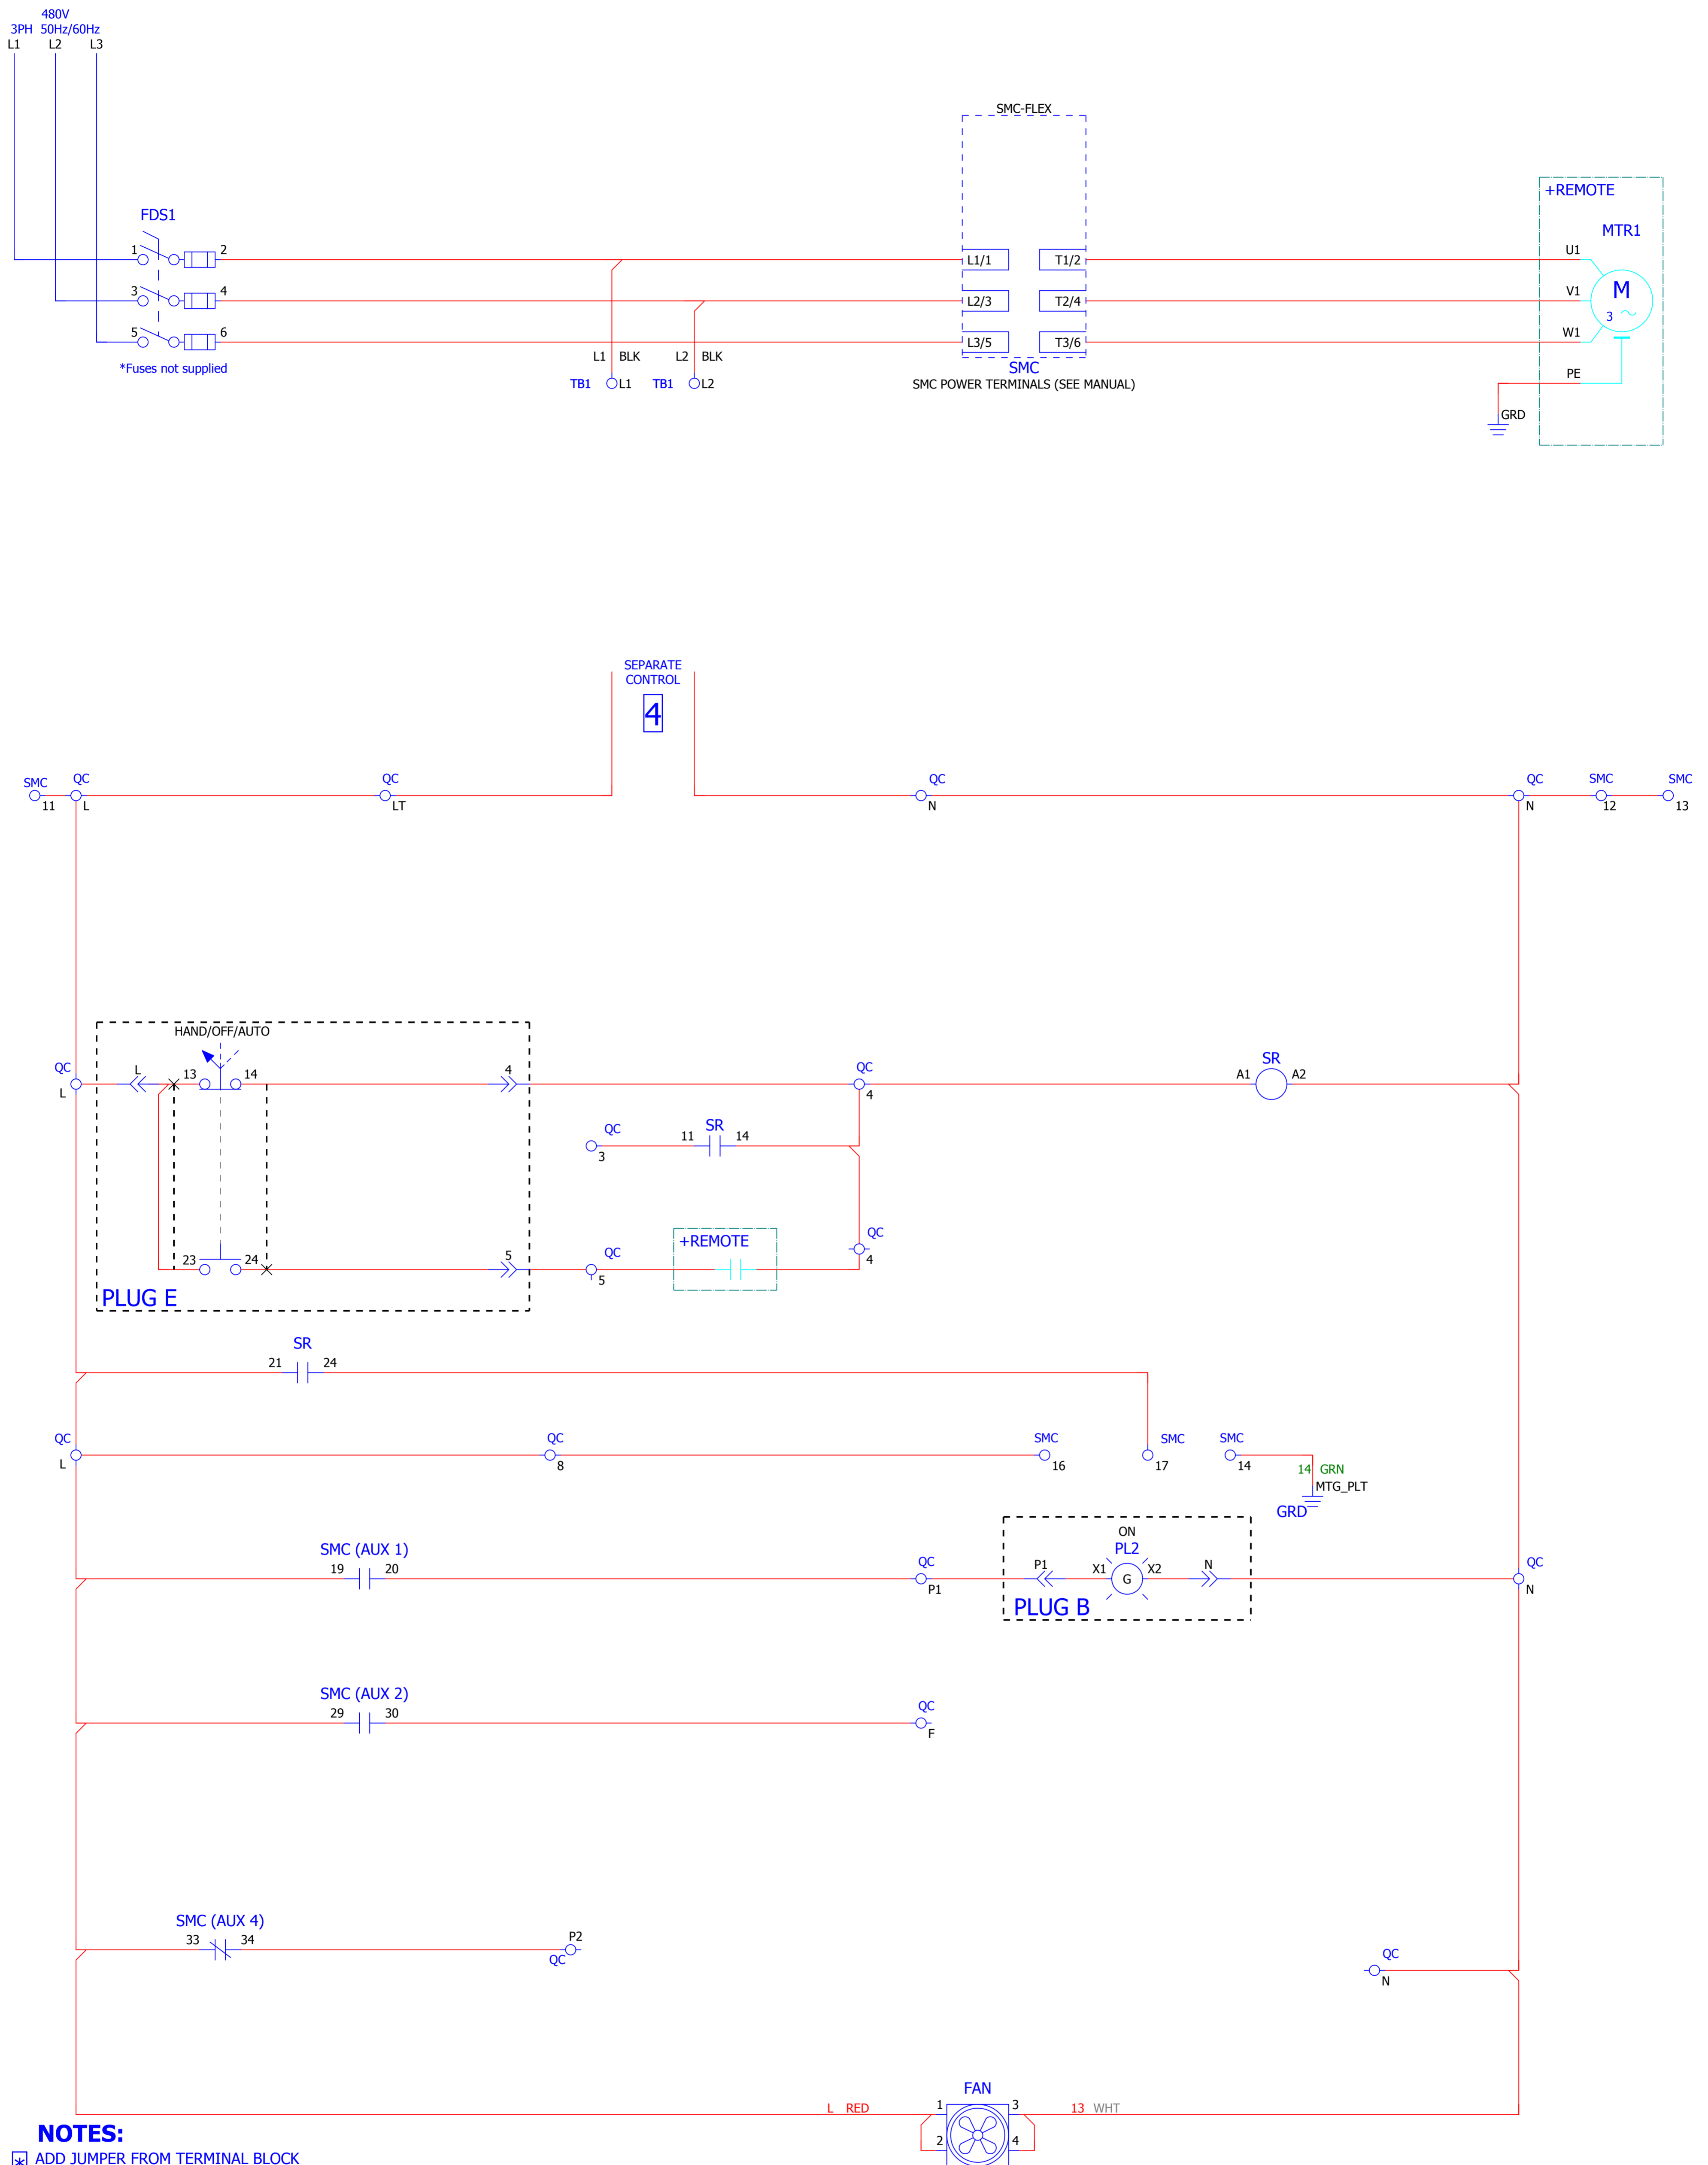 480V
3PH 50Hz/60Hz
L1 L2 L3
SMC-FLEX
+REMOTE
MTR1
FDS1
1 2
L1/1 T1/2
U1
3 4
L2/3 T2/4
V1
M
3
5 6
L3/5 T3/6
W1
*Fuses not supplied
L1 BLK L2 BLK
TB1 L1 TB1 L2
SMC
SMC POWER TERMINALS (SEE MANUAL)
PE
GRD
SEPARATE
CONTROL
4
SMC QC QC QC QC SMC SMC
11 L LT N N 12 13
HAND/OFF/AUTO
QC L 13 14 4 QC SR
L 4 A1 A2
QC 11 SR 14
3
+REMOTE
QC
4
23 24 5 QC
5
PLUG E
SR
21 24
QC QC SMC SMC SMC
L 8 16 17 14
14 GRN
MTG_PLT
GRD
ON
PL2
SMC (AUX 1)
19 20 QC P1 X1 G X2 N QC
P1 N
PLUG B
SMC (AUX 2)
29 30 QC
F
SMC (AUX 4)
33 34 P2
QC
QC
N
FAN
L RED 1 3 13 WHT
2 4
NOTES:
* ADD JUMPER FROM TERMINAL BLOCK